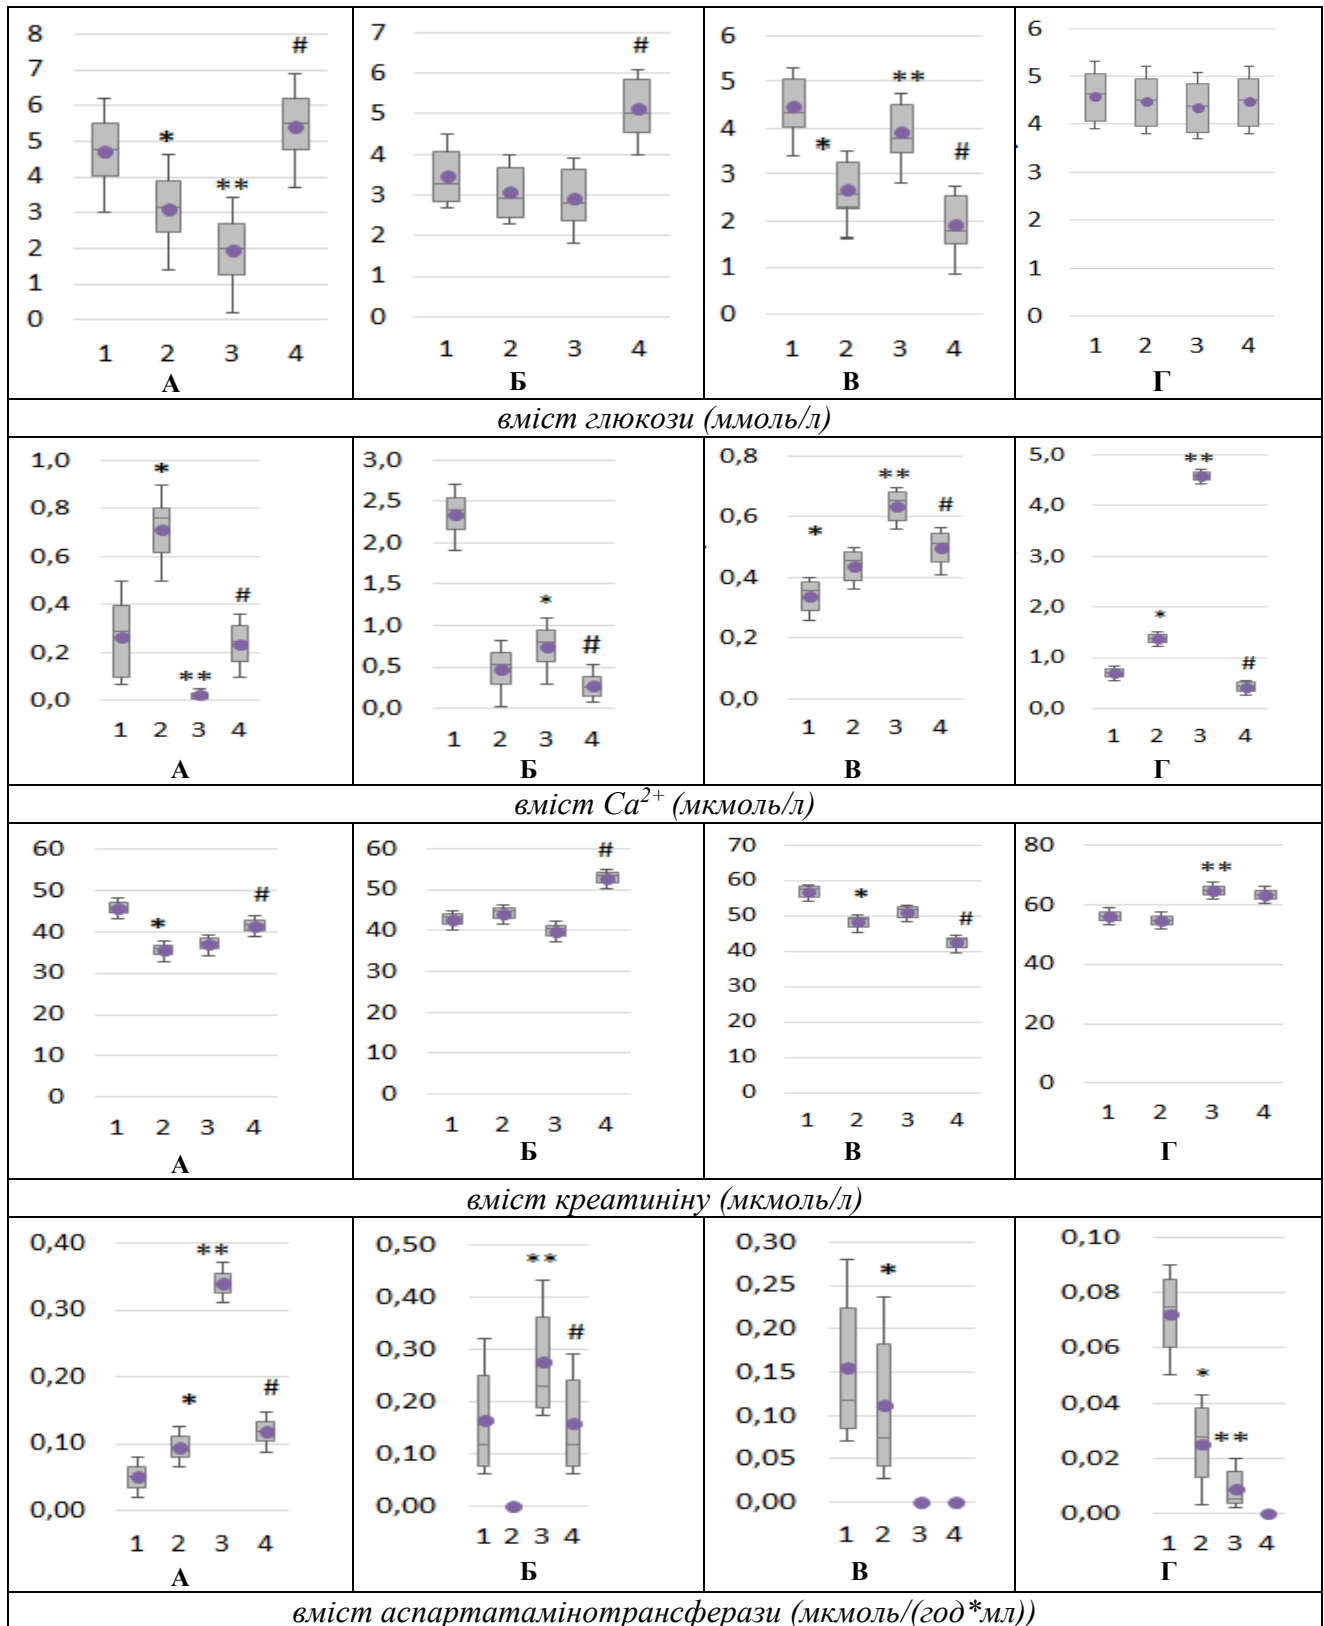 8
7
6
5
4
3
2
1
0
* ** #
1 2 3 4
А
7
6
5
4
3
2
1
0
#
1 2 3 4
Б
6
5
4
3
2
1
0
* ** #
1 2 3 4
В
6
5
4
3
2
1
0
1 2 3 4
Г
вміст глюкози (ммоль/л)
1,0
0,8
0,6
0,4
0,2
0,0
* ** #
1 2 3 4
А
3,0
2,5
2,0
1,5
1,0
0,5
0,0
* #
1 2 3 4
Б
0,8
0,6
0,4
0,2
0,0
* ** #
1 2 3 4
В
5,0
4,0
3,0
2,0
1,0
0,0
* ** #
1 2 3 4
Г
вміст Ca²⁺ (мкмоль/л)
60
50
40
30
20
10
0
* #
1 2 3 4
А
60
50
40
30
20
10
0
#
1 2 3 4
Б
70
60
50
40
30
20
10
0
* #
1 2 3 4
В
80
60
40
20
0
**
1 2 3 4
Г
вміст креатиніну (мкмоль/л)
0,40
0,30
0,20
0,10
0,00
* ** #
1 2 3 4
А
0,50
0,40
0,30
0,20
0,10
0,00
** #
1 2 3 4
Б
0,30
0,25
0,20
0,15
0,10
0,05
0,00
*
1 2 3 4
В
0,10
0,08
0,06
0,04
0,02
0,00
* **
1 2 3 4
Г
вміст аспартатамінотрансферази (мкмоль/(год*мл))